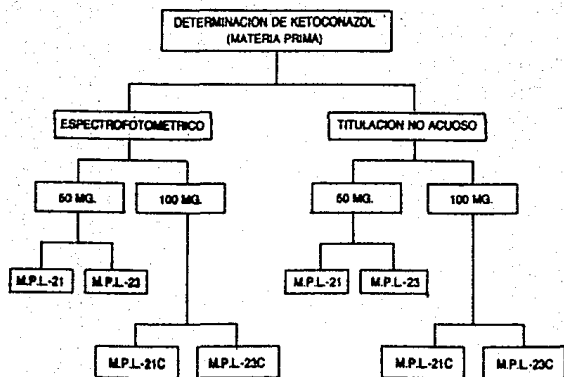 DETERMINACION DE KETOCONAZOL
(MATERIA PRIMA)
ESPECTROFOTOMETRICO
TITULACION NO ACUOSO
50 MG.
100 MG.
50 MG.
100 MG.
M.P.L.-21
M.P.L.-23
M.P.L.-21
M.P.L.-23
M.P.L.-21C
M.P.L.-23C
M.P.L.-21C
M.P.L.-23C